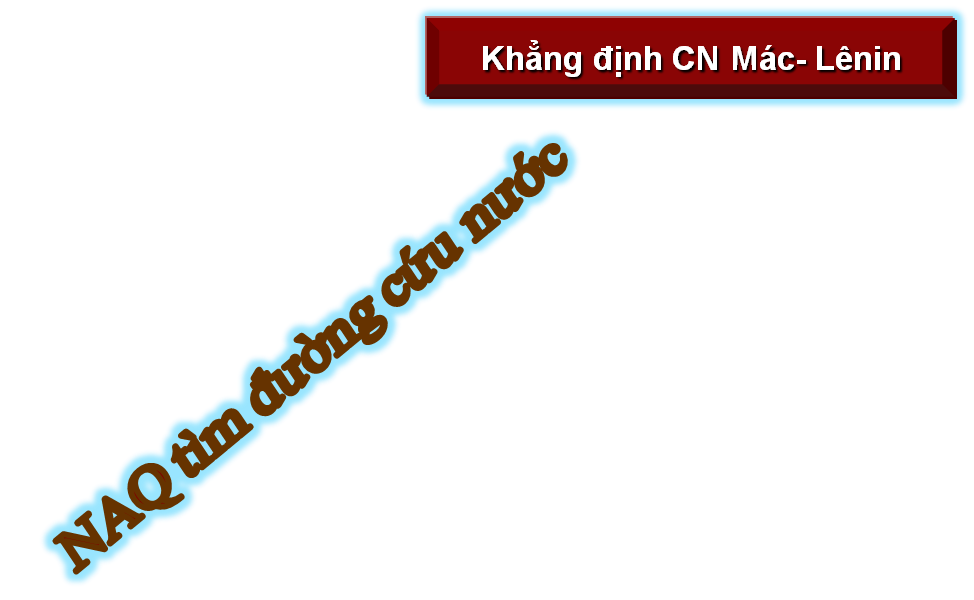 Khẳng định CN Mác- Lênin
NAQ tìm đường cứu nước